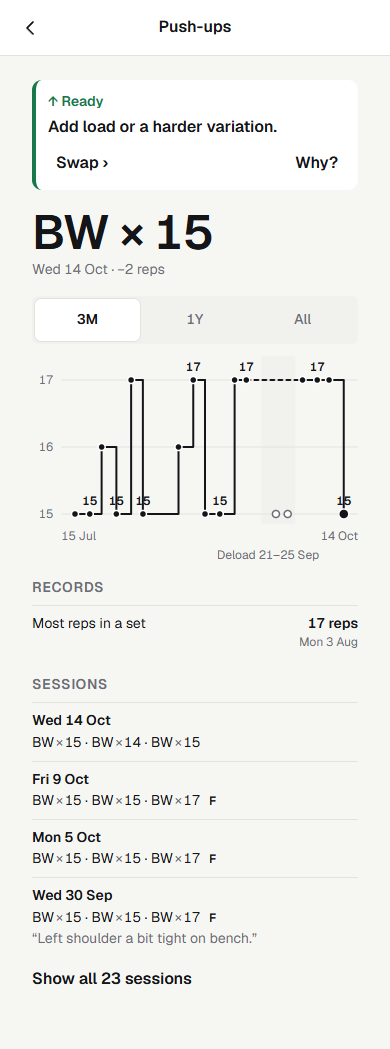 Push-ups
↑ Ready
Add load or a harder variation.
Swap › Why?
BW × 15
Wed 14 Oct · −2 reps
3M 1Y All
17 17 17
17
16
15 15 15 15 15
15
15 Jul 14 Oct
Deload 21–25 Sep
RECORDS
Most reps in a set 17 reps
Mon 3 Aug
SESSIONS
Wed 14 Oct
BW×15 · BW×14 · BW×15
Fri 9 Oct
BW×15 · BW×15 · BW×17 F
Mon 5 Oct
BW×15 · BW×15 · BW×17 F
Wed 30 Sep
BW×15 · BW×15 · BW×17 F
“Left shoulder a bit tight on bench.”
Show all 23 sessions